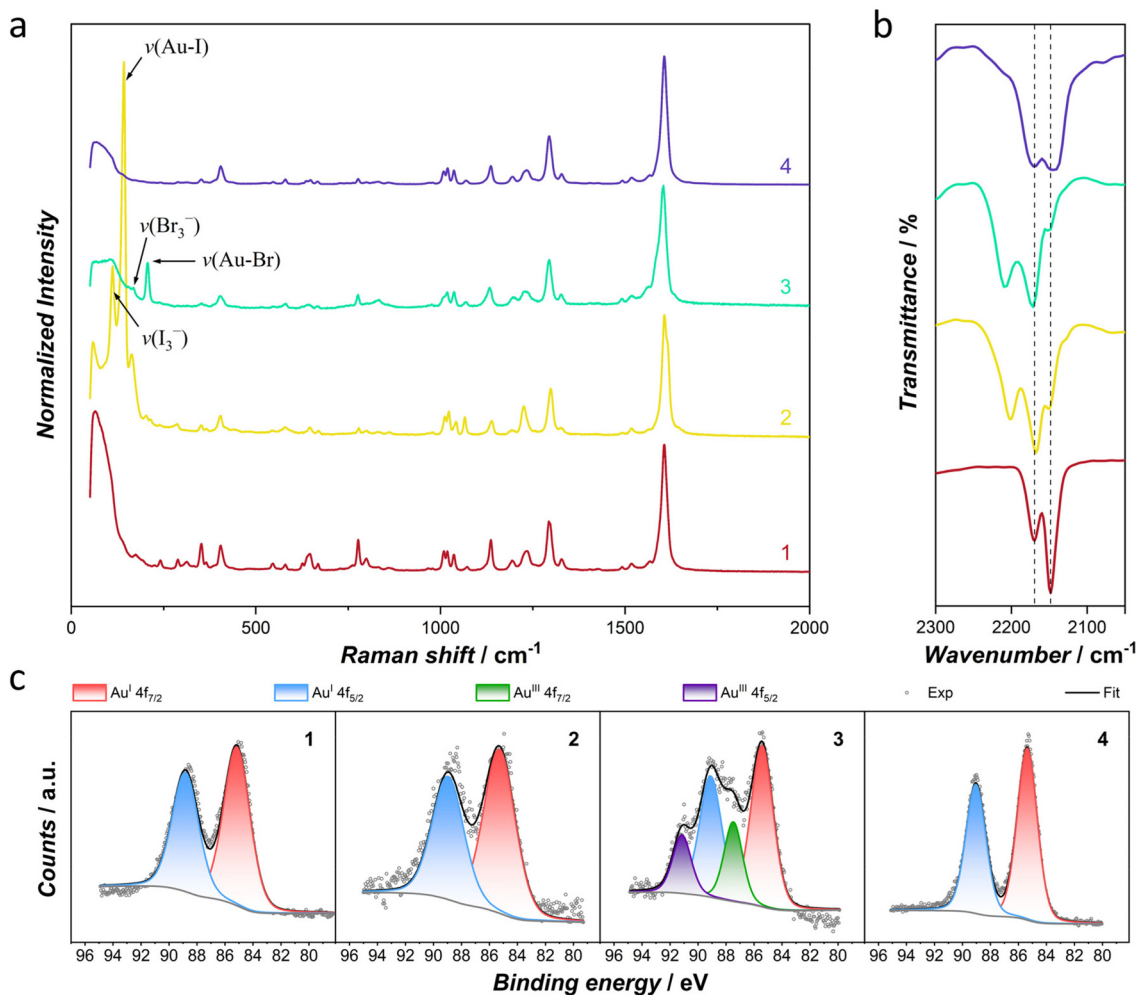 a
b
ν(Au-I)
4
ν(Br₃⁻)
ν(Au-Br)
3
ν(I₃⁻)
2
1
Normalized Intensity
Transmittance / %
0 500 1000 1500 2000
2300 2200 2100
Raman shift / cm⁻¹
Wavenumber / cm⁻¹
c
Auᴵ 4f₇/₂ Auᴵ 4f₅/₂ Auᴵᴵᴵ 4f₇/₂ Auᴵᴵᴵ 4f₅/₂ Exp Fit
1 2 3 4
Counts / a.u.
96 94 92 90 88 86 84 82 80 96 94 92 90 88 86 84 82 80 96 94 92 90 88 86 84 82 80 96 94 92 90 88 86 84 82 80
Binding energy / eV